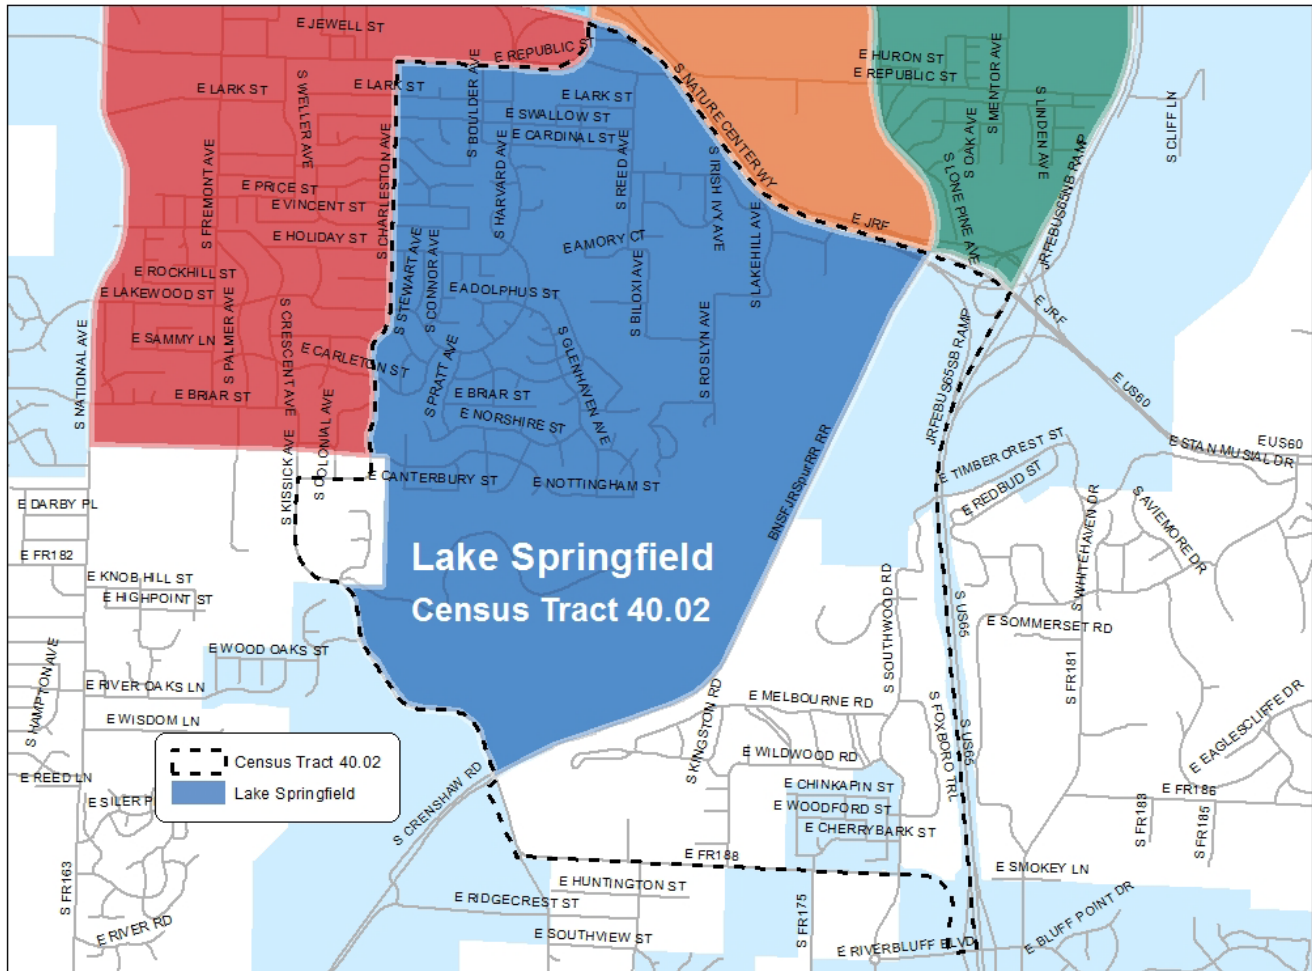 E JEWELL ST
E REPUBLIC ST
E HURON ST
E REPUBLIC ST
S MENTOR AVE
S LINDEN AVE
S CLIFF LN
E LARK ST
S WELLER AVE
E LARK ST
S BOULDER AVE
E LARK ST
E SWALLOW ST
E CARDINAL ST
S NATURE CENTER WY
S OAK AVE
S LONE PINE AVE
JRFEBUS65NB RAMP
S FREMONT AVE
S CHARLESTON AVE
S HARVARD AVE
S REED AVE
S IRISH IVY AVE
E PRICE ST
E VINCENT ST
E HOLIDAY ST
E AMORY CT
S LAKEHILL AVE
E JRF
E ROCKHILL ST
E LAKEWOOD ST
S STEWART AVE
S CONNOR AVE
E ADOLPHUS ST
S BILOXI AVE
E JRF
S NATIONAL AVE
E SAMMY LN
S PALMER AVE
S CRESCENT AVE
E CARLETON ST
S PRATT AVE
S GLENHAVEN AVE
S ROSLYN AVE
JRFEBUS65SB RAMP
E US60
E BRIAR ST
S COLONIAL AVE
E BRIAR ST
E NORSHIRE ST
E STAN MUSIAL DR
E US60
S KISSICK AVE
E CANTERBURY ST
E NOTTINGHAM ST
BNSFJRSpurRR RR
E TIMBERCREST ST
E REDBUD ST
S WHITEHAVEN DR
S AVIEMORE DR
E DARBY PL
E FR182
Lake Springfield
Census Tract 40.02
E KNOB HILL ST
E HIGHPOINT ST
S SOUTHWOOD RD
S US65
E SOMMERSET RD
E WOOD OAKS ST
S HAMPTON AVE
E RIVER OAKS LN
E WISDOM LN
S KINGSTON RD
E MELBOURNE RD
S FOXBORO TRL
S US65
S FR181
E EAGLESCLIFFE DR
E WILDWOOD RD
E REED LN
Census Tract 40.02
Lake Springfield
S CRENSHAW RD
E CHINKAPIN ST
E WOODFORD ST
E CHERRYBARK ST
E FR186
S FR183
S FR185
E SILER P
E FR188
S FR163
E HUNTINGTON ST
E SMOKEY LN
E RIDGECREST ST
S FR175
E RIVER RD
E SOUTHVIEW ST
E RIVERBLUFF BLVD
E BLUFF POINT DR